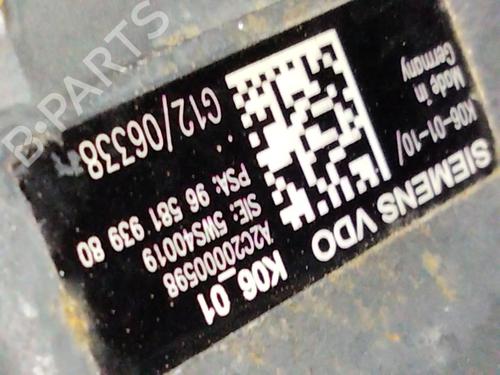 SIEMENS VDO
K06-01-10/
Made in
Germany
K06_01
A2C20000598
SIE: 5WS40019
PSA: 96 581 939 80
G12/06338
B-PARTS